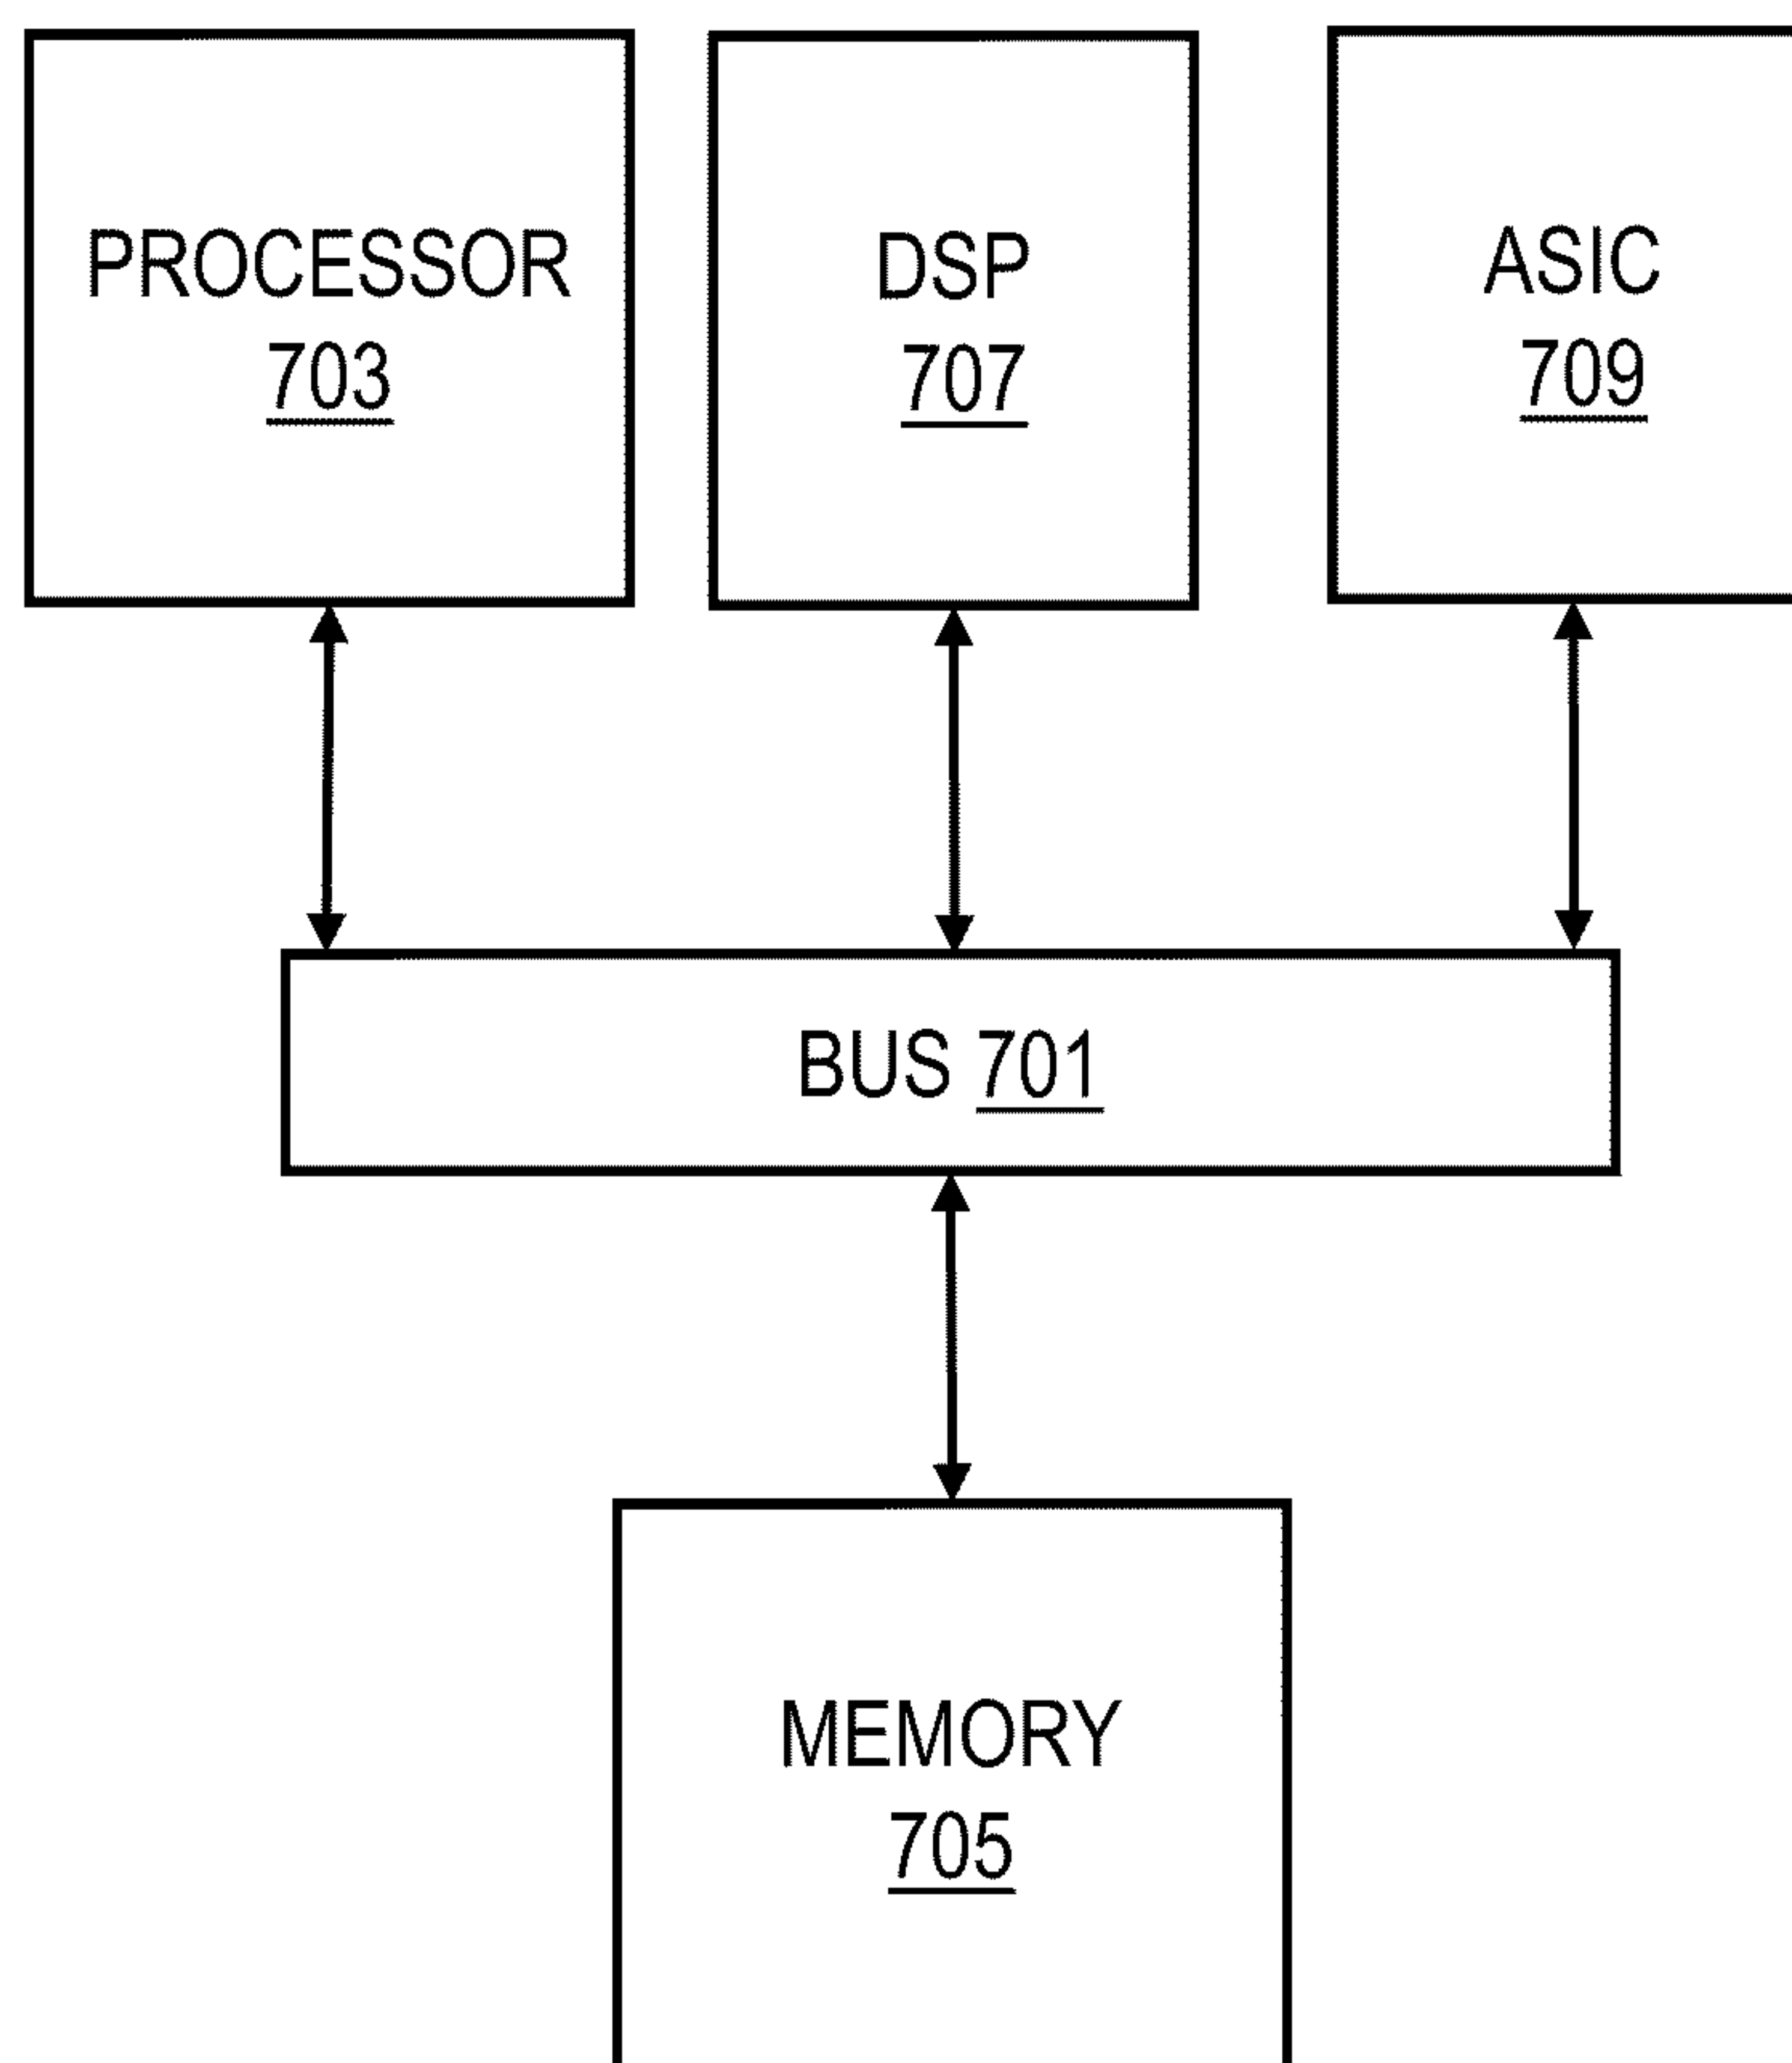 PROCESSOR
703
DSP
707
ASIC
709
BUS 701
MEMORY
705